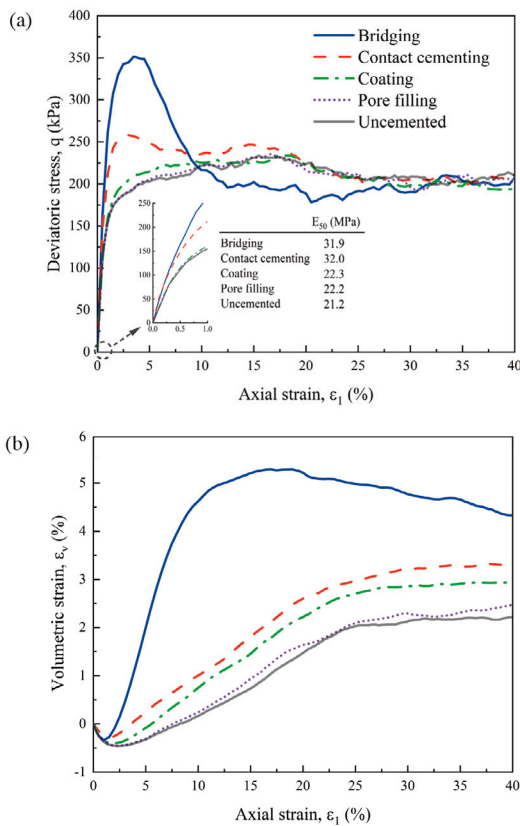 (a)
400
350
300
250
200
150
100
50
0
Deviatoric stress, q (kPa)
Bridging
Contact cementing
Coating
Pore filling
Uncemented
250
200
150
100
50
0
0.0 0.5 1.0
E50 (MPa)
Bridging 31.9
Contact cementing 32.0
Coating 22.3
Pore filling 22.2
Uncemented 21.2
0 5 10 15 20 25 30 35 40
Axial strain, ε1 (%)
(b)
6
5
4
3
2
1
0
-1
Volumetric strain, εv (%)
0 5 10 15 20 25 30 35 40
Axial strain, ε1 (%)